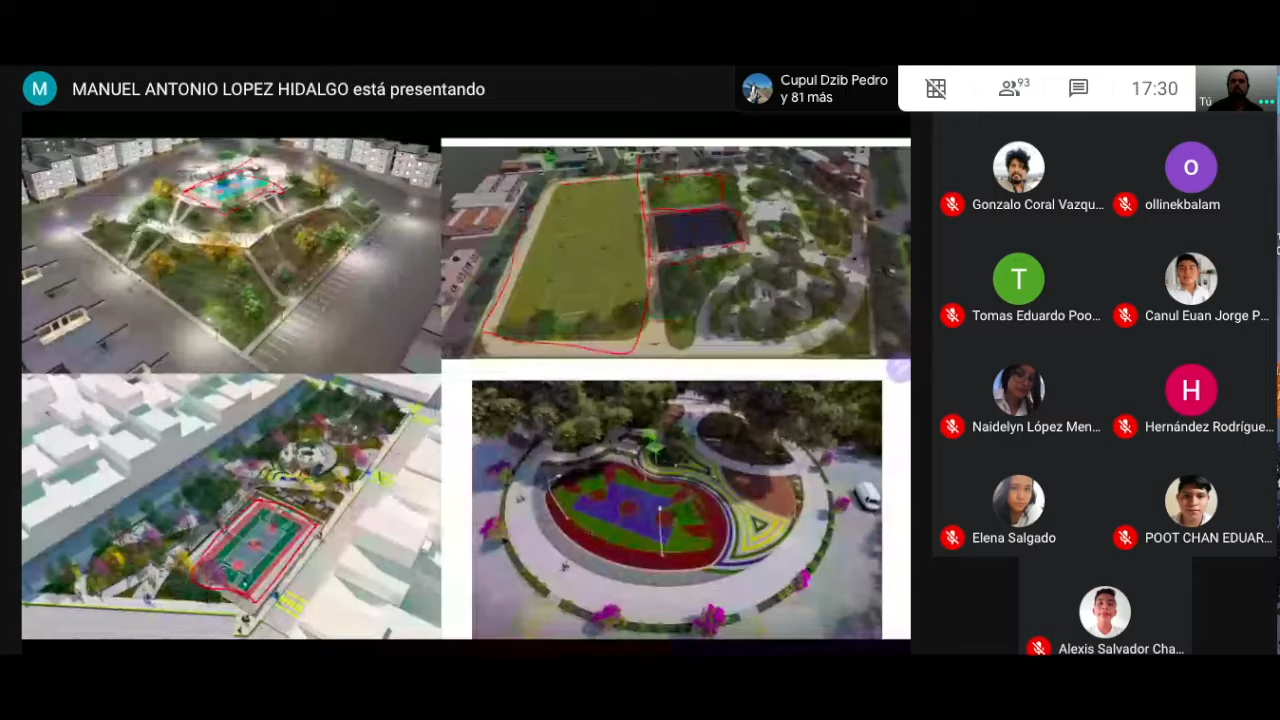 M
MANUEL ANTONIO LOPEZ HIDALGO está presentando
Cupul Dzib Pedro
y 81 más
93
17:30
Tú
Gonzalo Coral Vazqu...
O
ollinekbalam
T
Tomas Eduardo Poo...
Canul Euan Jorge P...
Naidelyn López Men...
H
Hernández Rodrígue...
Elena Salgado
POOT CHAN EDUAR...
Alexis Salvador Cha...